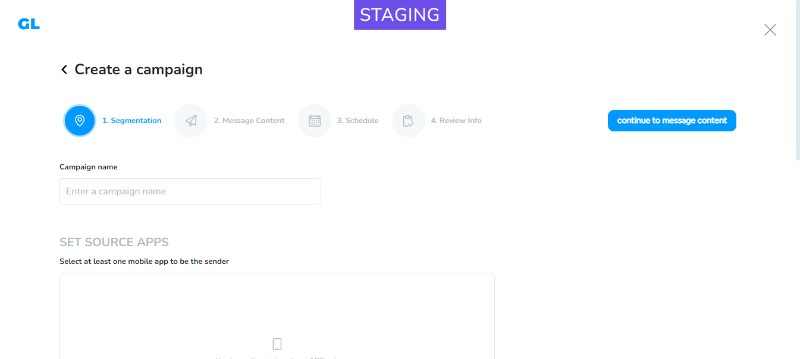 STAGING
GL
Create a campaign
1. Segmentation
2. Message Content
3. Schedule
4. Review Info
continue to message content
Campaign name
Enter a campaign name
SET SOURCE APPS
Select at least one mobile app to be the sender